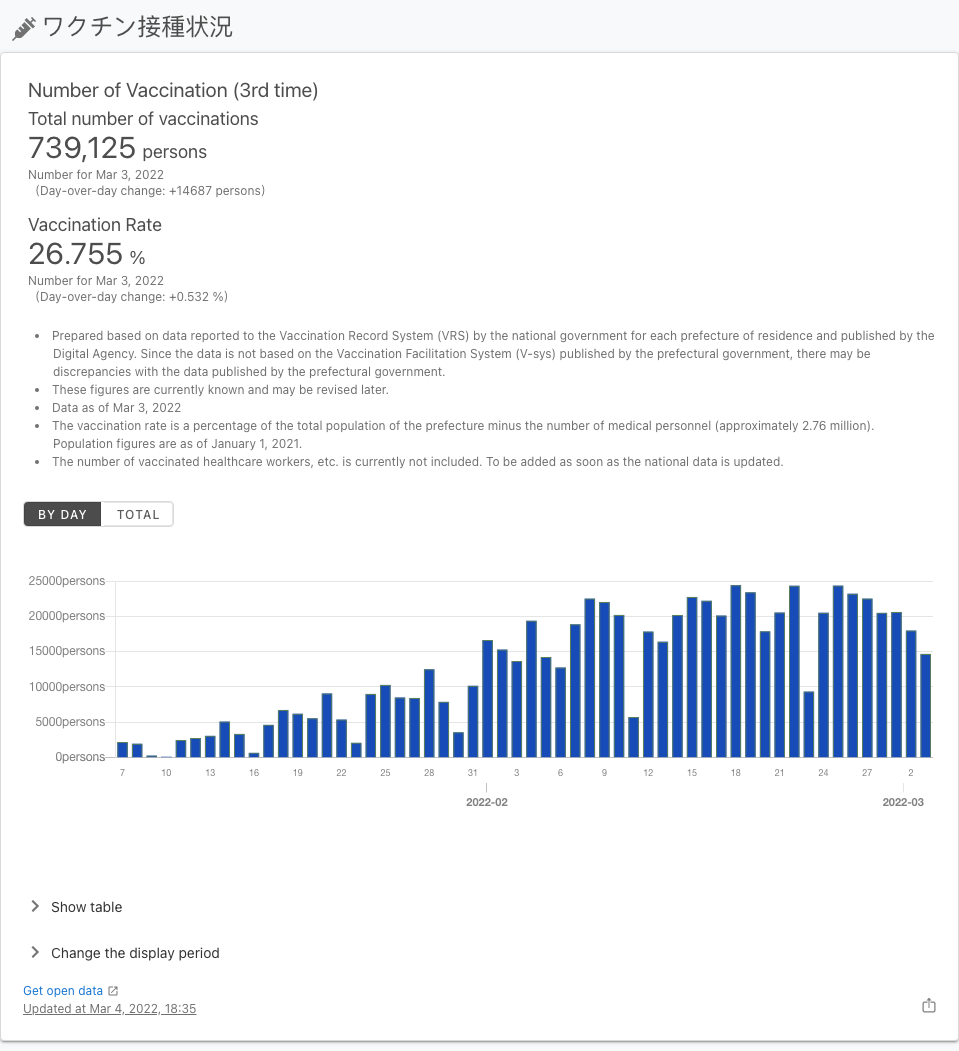 ワクチン接種状況
Number of Vaccination (3rd time)
Total number of vaccinations
739,125 persons
Number for Mar 3, 2022
(Day-over-day change: +14687 persons)
Vaccination Rate
26.755 %
Number for Mar 3, 2022
(Day-over-day change: +0.532 %)
• Prepared based on data reported to the Vaccination Record System (VRS) by the national government for each prefecture of residence and published by the
Digital Agency. Since the data is not based on the Vaccination Facilitation System (V-sys) published by the prefectural government, there may be
discrepancies with the data published by the prefectural government.
• These figures are currently known and may be revised later.
• Data as of Mar 3, 2022
• The vaccination rate is a percentage of the total population of the prefecture minus the number of medical personnel (approximately 2.76 million).
Population figures are as of January 1, 2021.
• The number of vaccinated healthcare workers, etc. is currently not included. To be added as soon as the national data is updated.
BY DAY TOTAL
25000persons
20000persons
15000persons
10000persons
5000persons
0persons
7 10 13 16 19 22 25 28 31 3 6 9 12 15 18 21 24 27 2
2022-02 2022-03
Show table
Change the display period
Get open data
Updated at Mar 4, 2022, 18:35